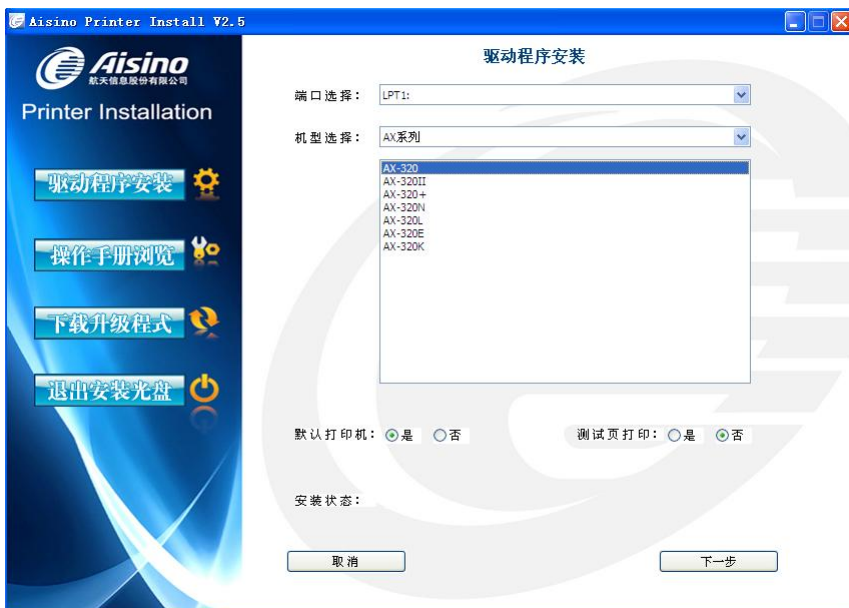 Aisino Printer Install V2.5
Aisino
航天信息股份有限公司
Printer Installation
驱动程序安装
操作手册浏览
下载升级程式
退出安装光盘
驱动程序安装
端口选择： LPT1:
机型选择： AX系列
AX-320
AX-320II
AX-320+
AX-320N
AX-320L
AX-320E
AX-320K
默认打印机： 是 否 测试页打印： 是 否
安装状态：
取消 下一步